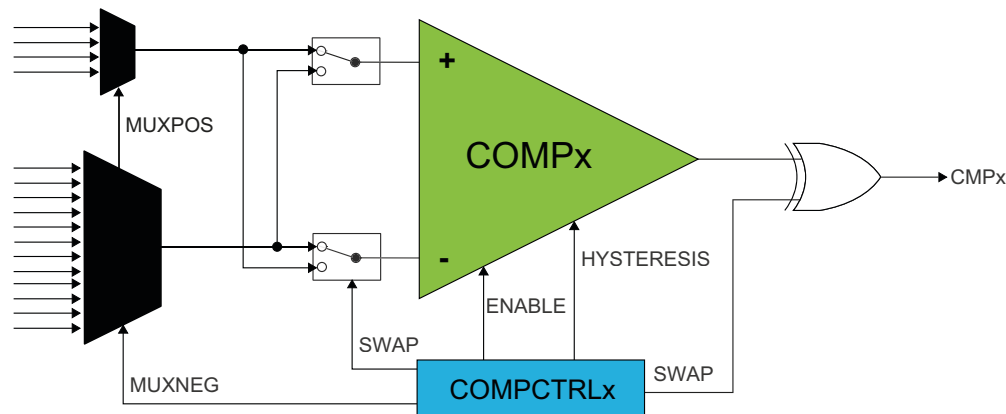 +
MUXPOS
COMPx
CMPx
-
HYSTERESIS
ENABLE
SWAP
MUXNEG
COMPCTRLx
SWAP